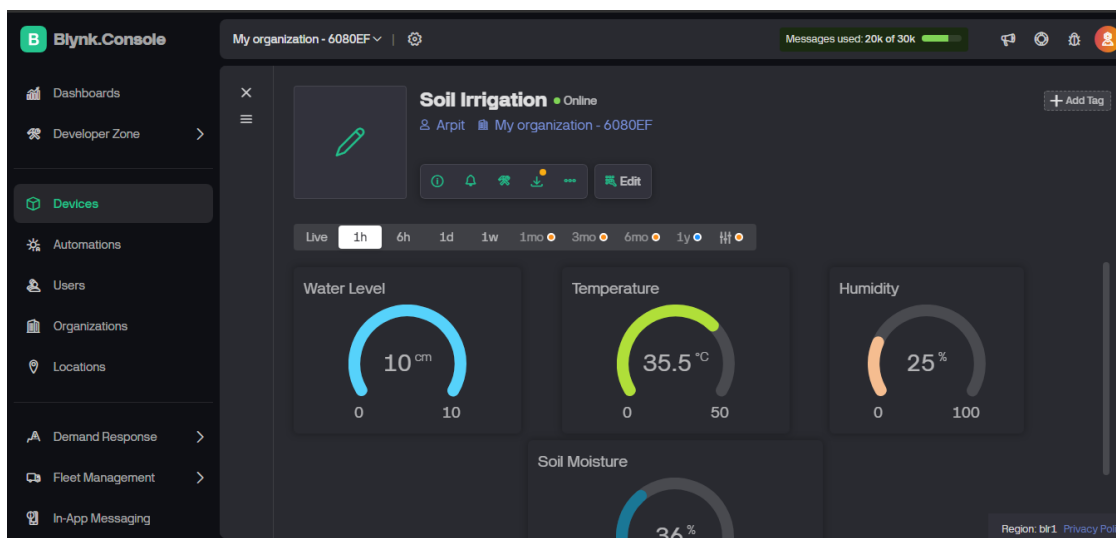 B Blynk.Console
My organization - 6080EF
Messages used: 20k of 30k
Dashboards
Developer Zone
Devices
Automations
Users
Organizations
Locations
Demand Response
Fleet Management
In-App Messaging
Soil Irrigation Online
Arpit My organization - 6080EF
Add Tag
Edit
Live 1h 6h 1d 1w 1mo 3mo 6mo 1y
Water Level
10 cm
0 10
Temperature
35.5 °C
0 50
Humidity
25 %
0 100
Soil Moisture
36 %
Region: blr1 Privacy Poli